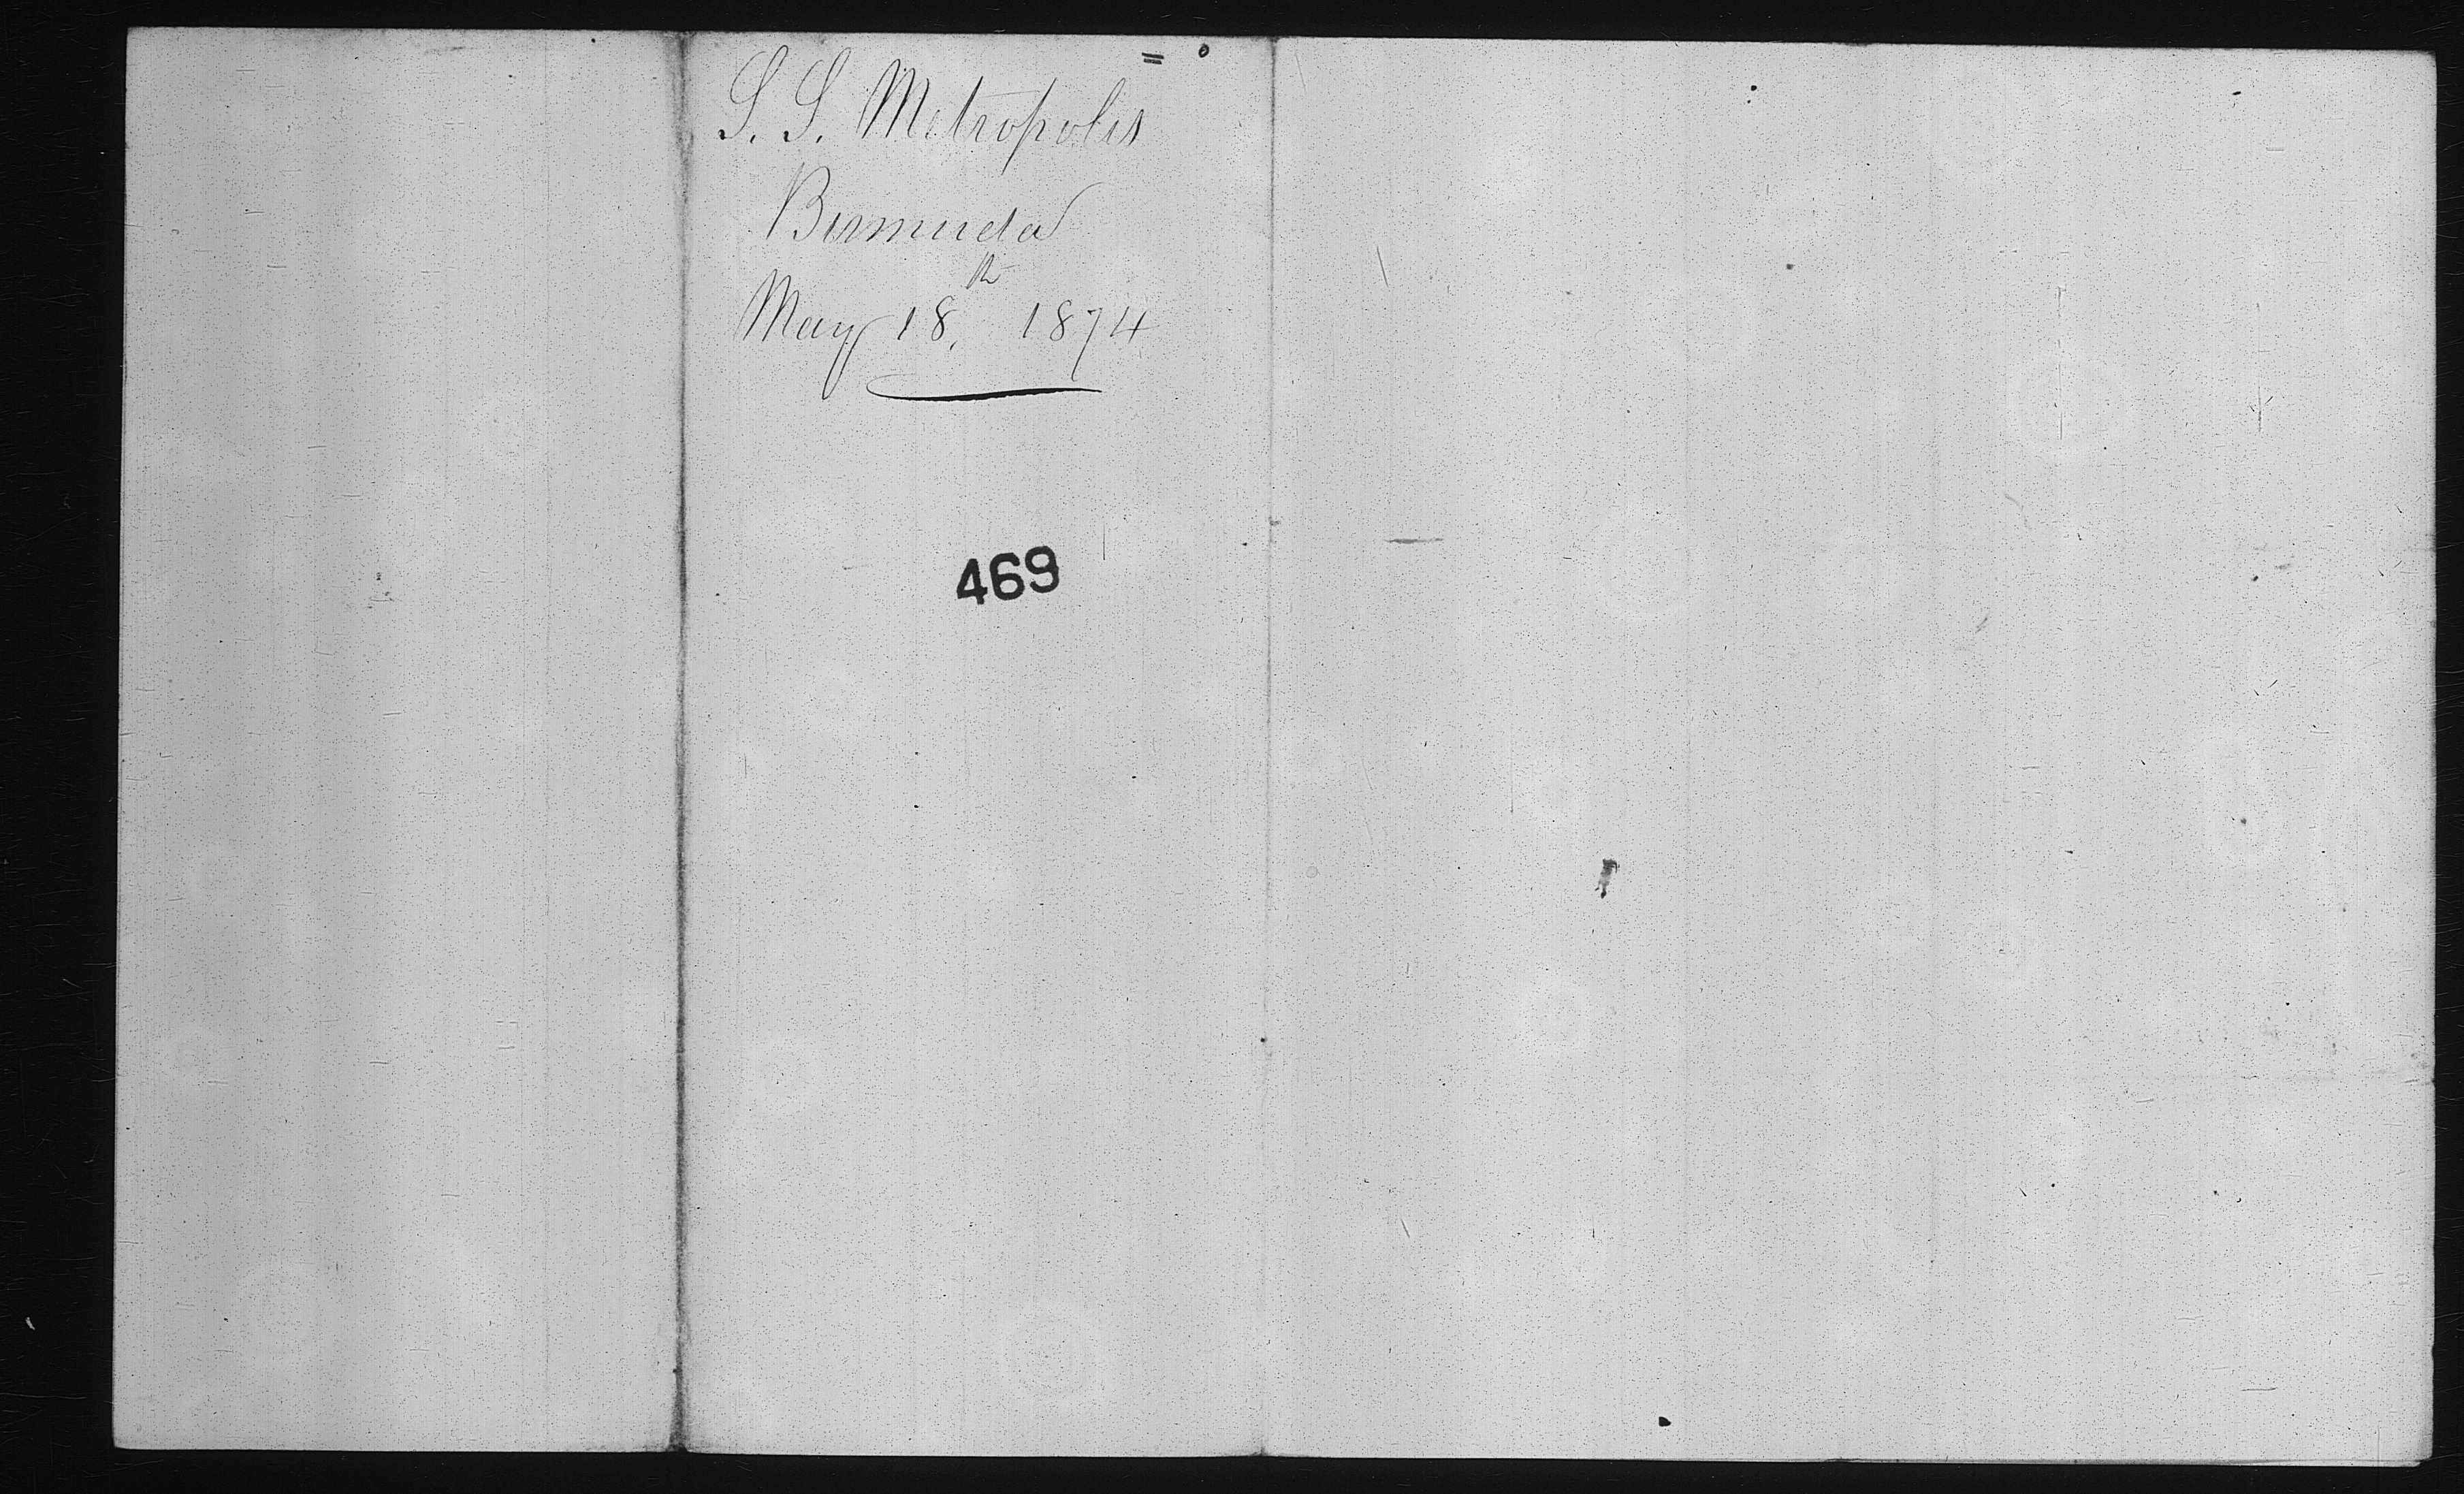 S. S. Metropolis
Bermuda
May 18th, 1874
469